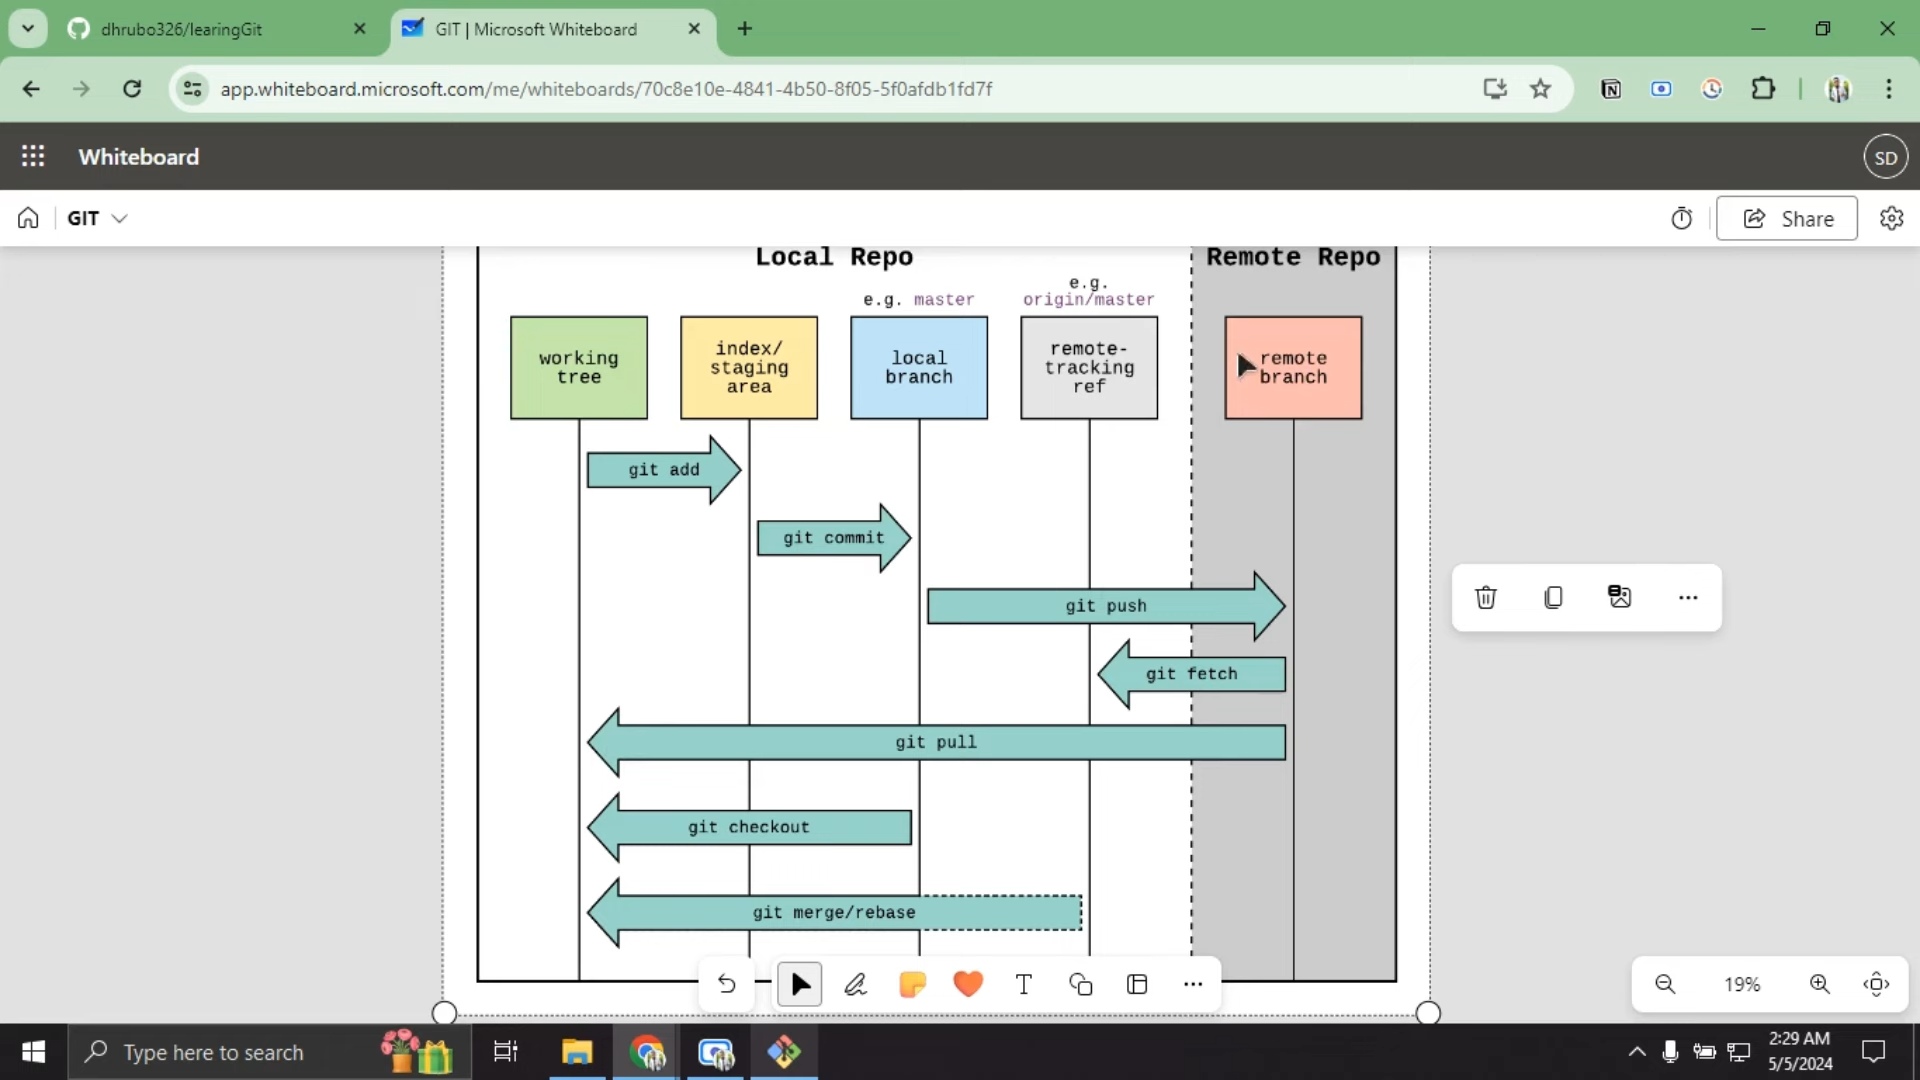 dhrubo326/learingGit
GIT | Microsoft Whiteboard
app.whiteboard.microsoft.com/me/whiteboards/70c8e10e-4841-4b50-8f05-5f0afdb1fd7f
Whiteboard
SD
GIT
Share
Local Repo
Remote Repo
e.g. master
e.g.
origin/master
working
tree
index/
staging
area
local
branch
remote-
tracking
ref
remote
branch
git add
git commit
git push
git fetch
git pull
git checkout
git merge/rebase
19%
Type here to search
2:29 AM
5/5/2024